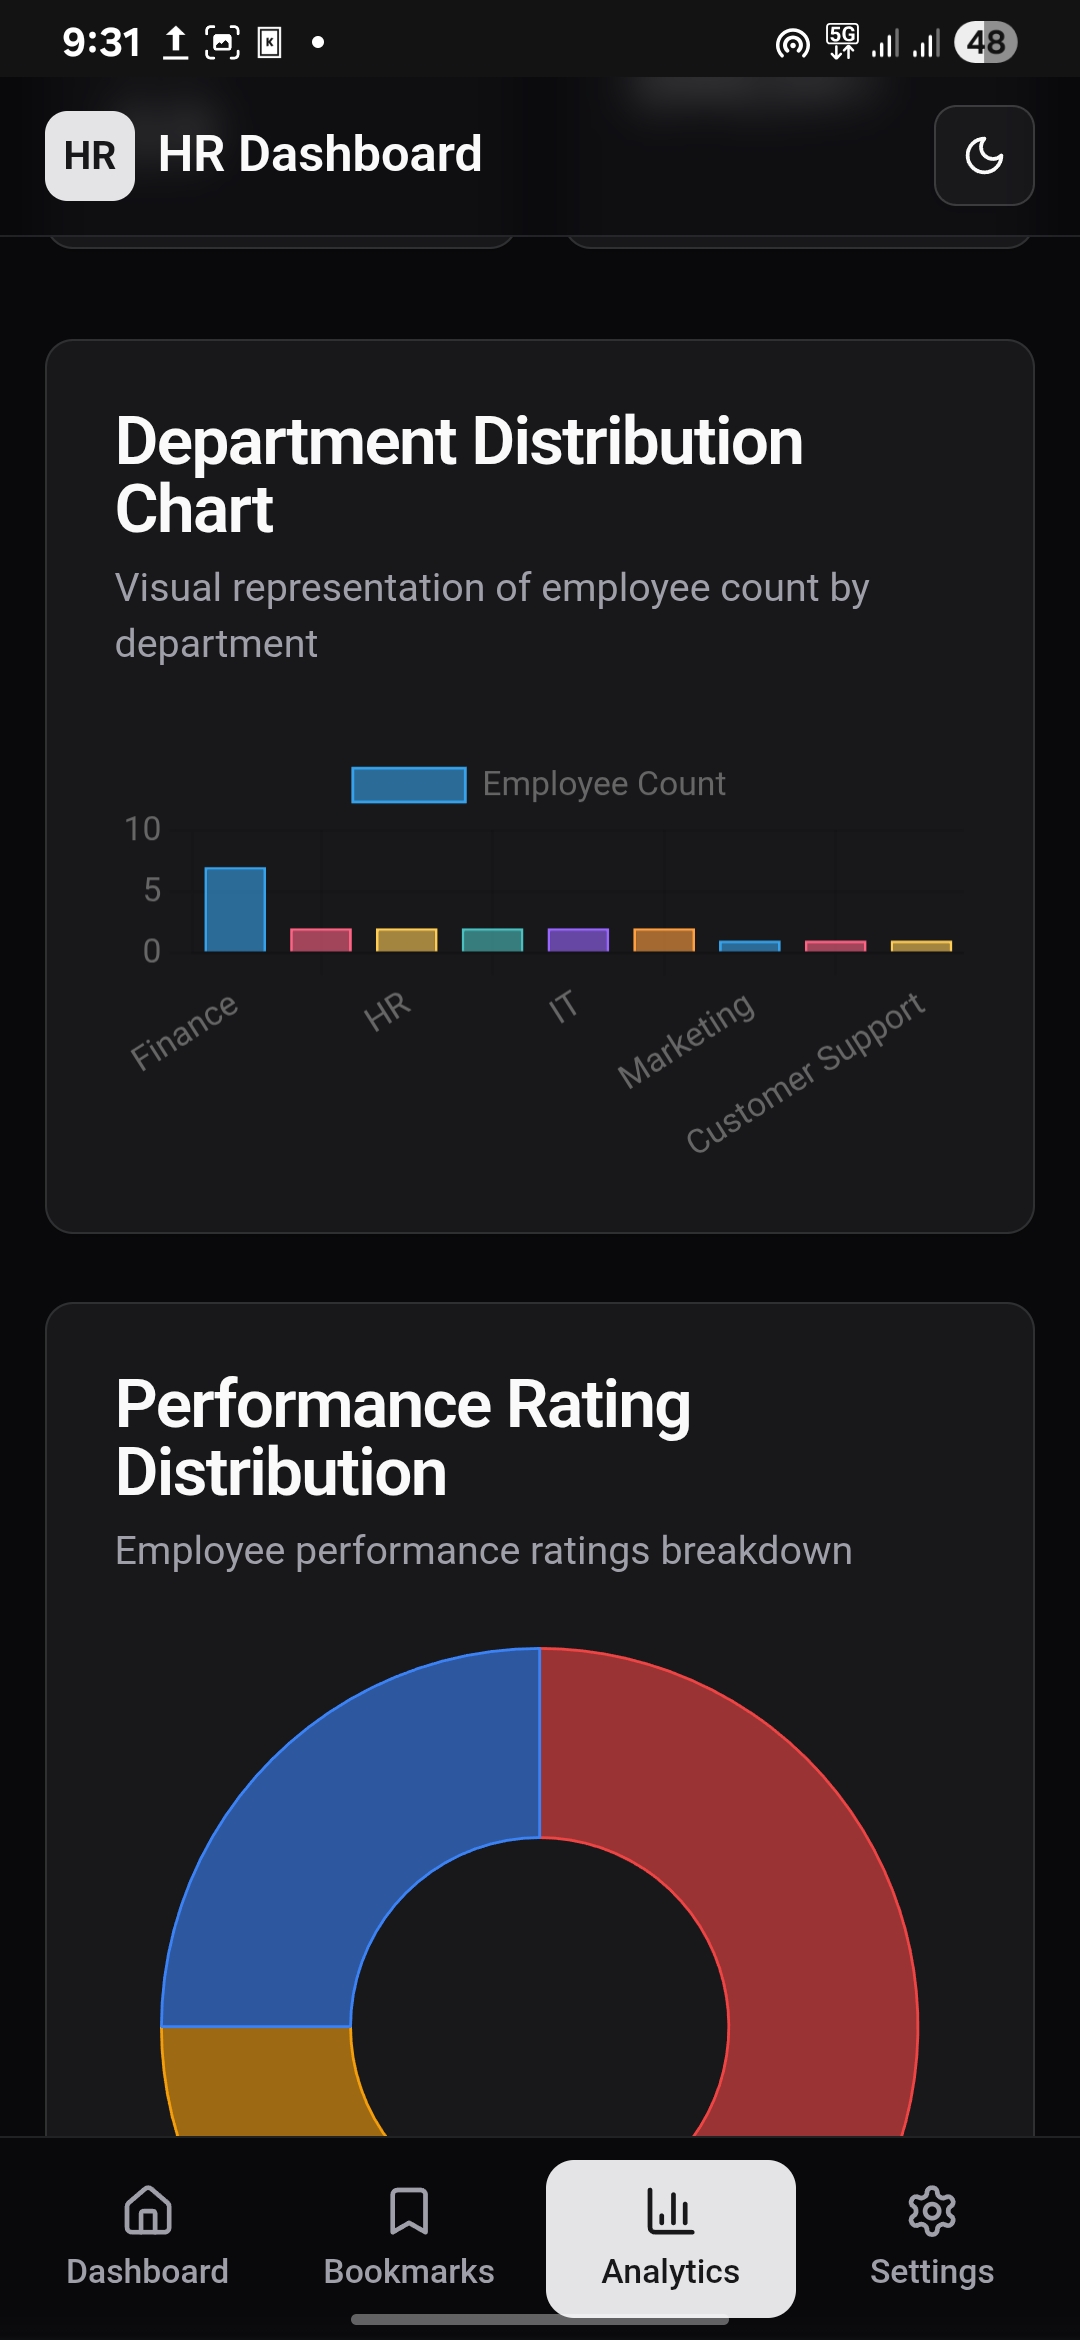 9:31
K
5G
48
HR
HR Dashboard
Department Distribution
Chart
Visual representation of employee count by
department
Employee Count
10
5
0
Finance
HR
IT
Marketing
Customer Support
Performance Rating
Distribution
Employee performance ratings breakdown
Dashboard
Bookmarks
Analytics
Settings